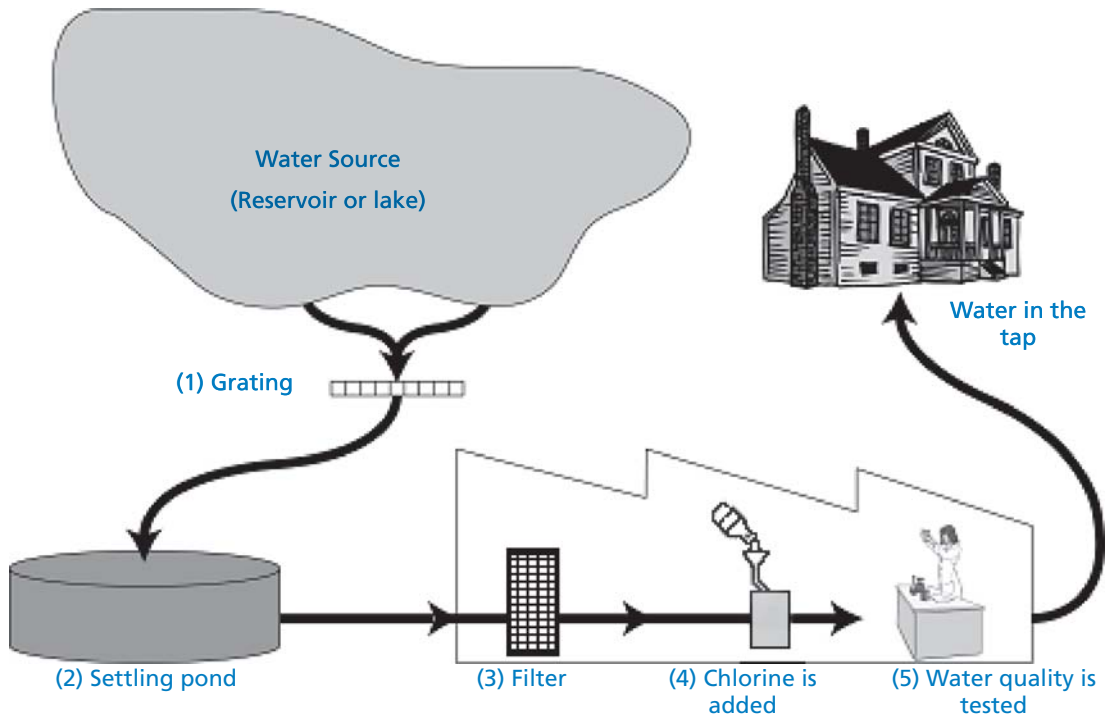 Water Source
(Reservoir or lake)
Water in the
tap
(1) Grating
(2) Settling pond
(3) Filter
(4) Chlorine is
added
(5) Water quality is
tested